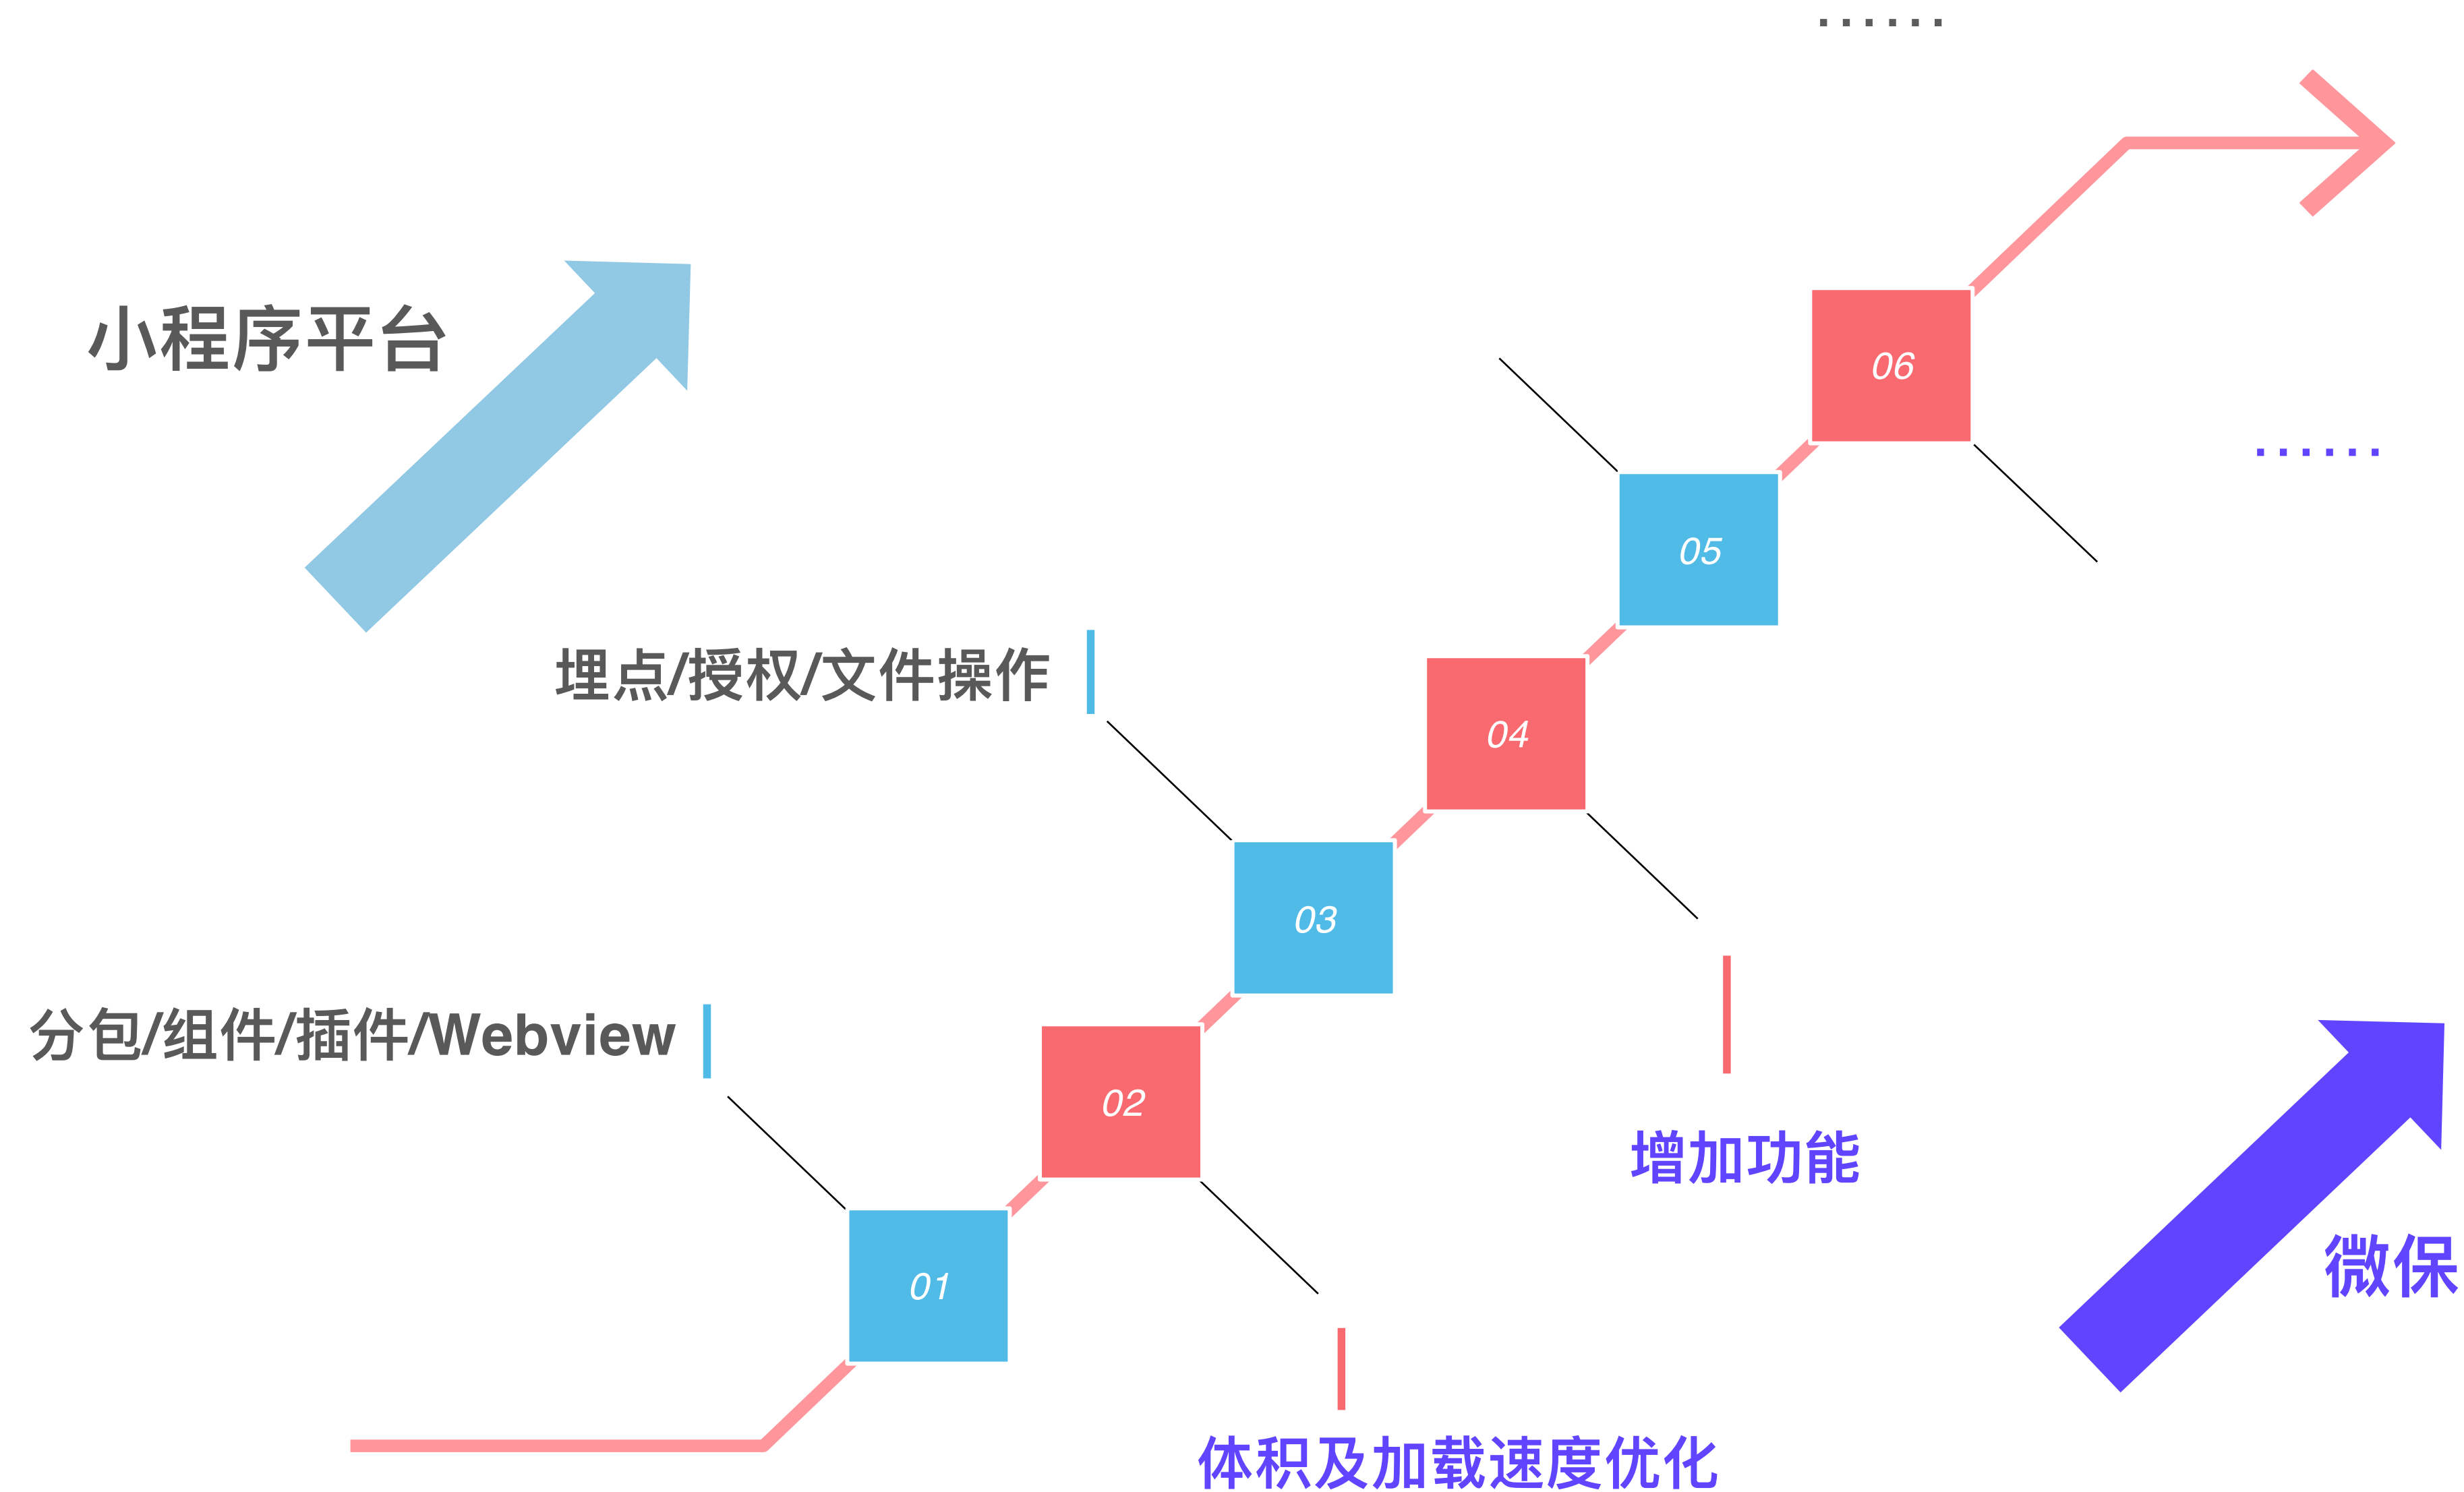 ······
小程序平台
06
······
05
埋点/授权/文件操作
04
03
分包/组件/插件/Webview
02
增加功能
微保
01
体积及加载速度优化